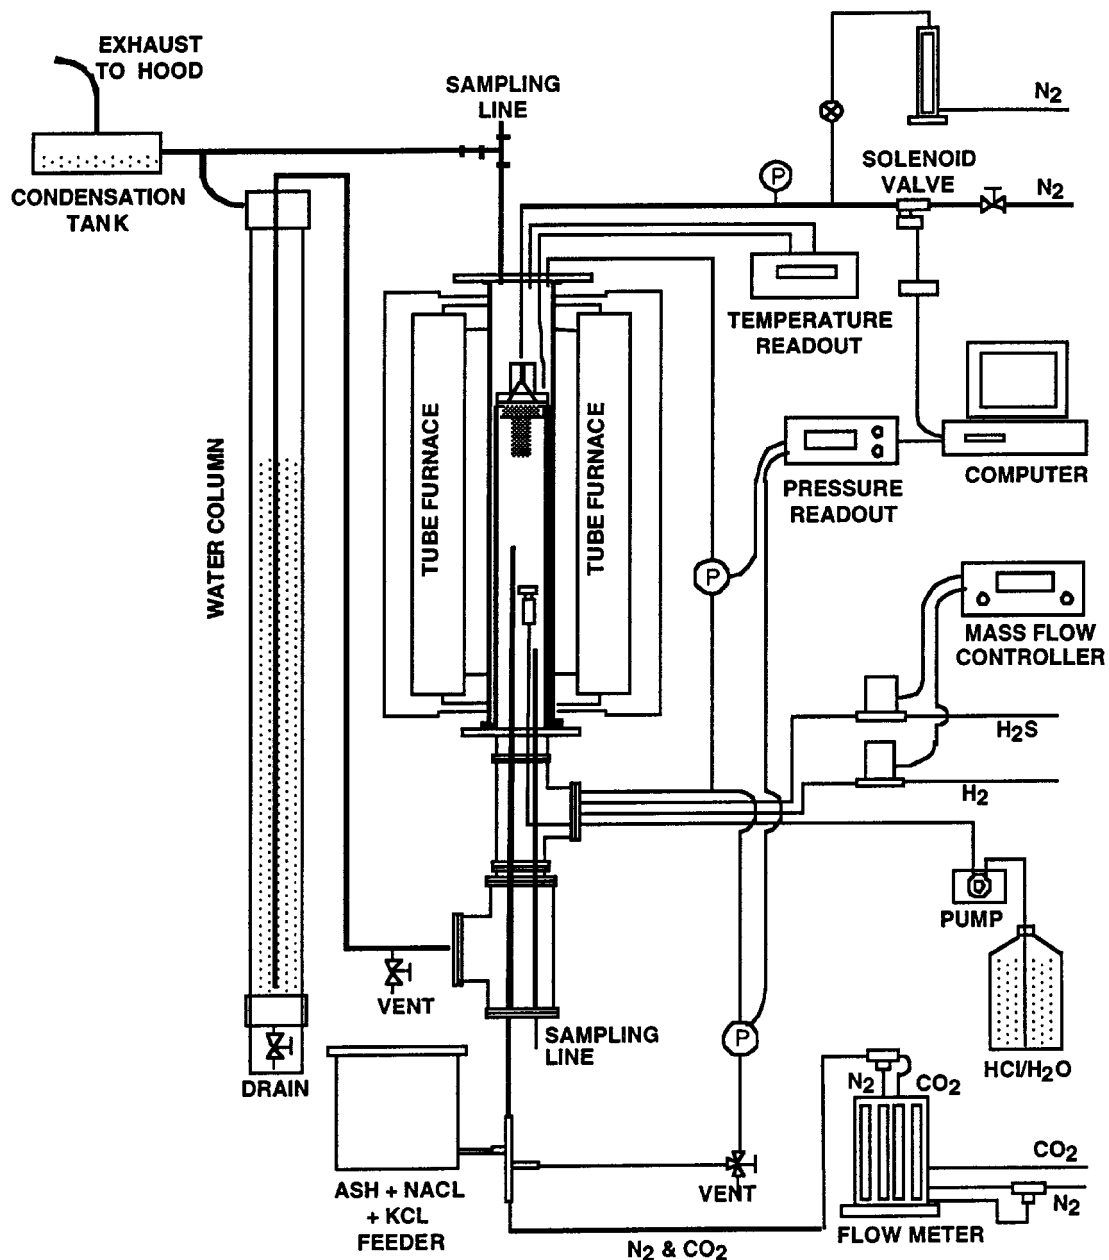 EXHAUST
TO HOOD
SAMPLING
LINE
N2
CONDENSATION
TANK
P
SOLENOID
VALVE
N2
TEMPERATURE
READOUT
WATER COLUMN
TUBE FURNACE
TUBE FURNACE
COMPUTER
PRESSURE
READOUT
P
MASS FLOW
CONTROLLER
H2S
H2
PUMP
VENT
SAMPLING
LINE
P
HCl/H2O
DRAIN
N2
CO2
CO2
N2
ASH + NACL
+ KCL
FEEDER
VENT
FLOW METER
N2 & CO2